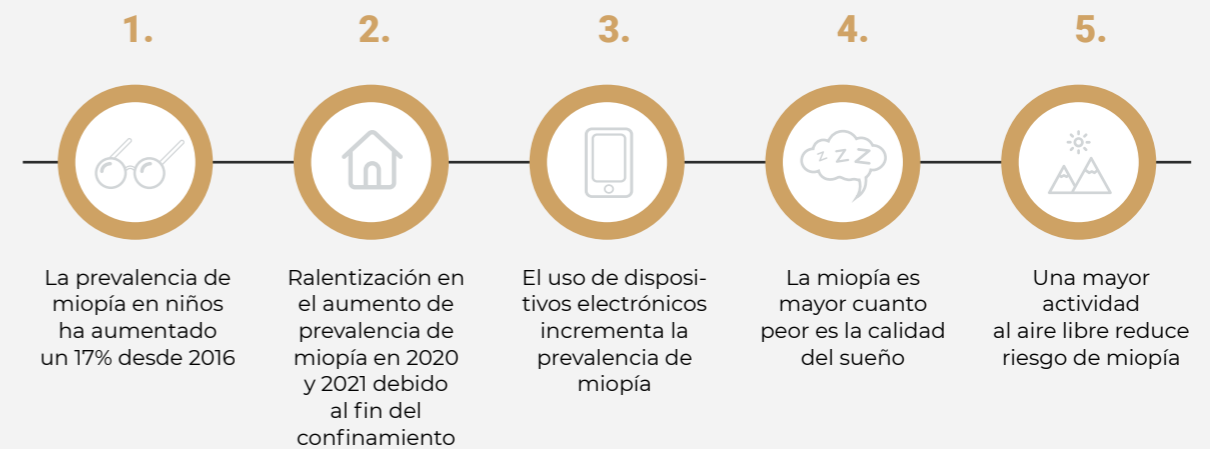 1.
2.
3.
4.
5.
z z Z
La prevalencia de
miopía en niños
ha aumentado
un 17% desde 2016
Ralentización en
el aumento de
prevalencia de
miopía en 2020
y 2021 debido
al fin del
confinamiento
El uso de disposi-
tivos electrónicos
incrementa la
prevalencia de
miopía
La miopía es
mayor cuanto
peor es la calidad
del sueño
Una mayor
actividad
al aire libre reduce
riesgo de miopía